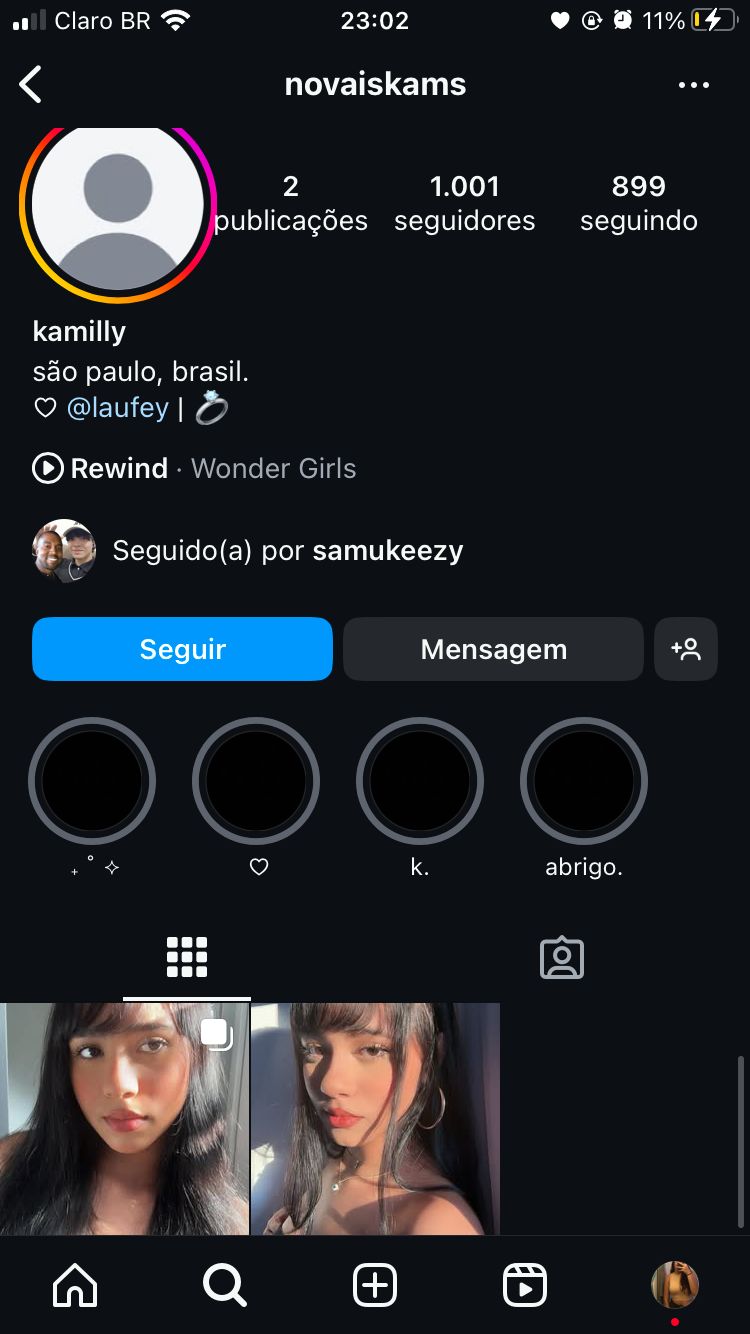 Claro BR 23:02 11%
novaiskams
2 1.001 899
publicações seguidores seguindo
kamilly
são paulo, brasil.
♡ @laufey | 💍
Rewind · Wonder Girls
Seguido(a) por samukeezy
Seguir Mensagem
₊ ˚ ✧ ♡ k. abrigo.